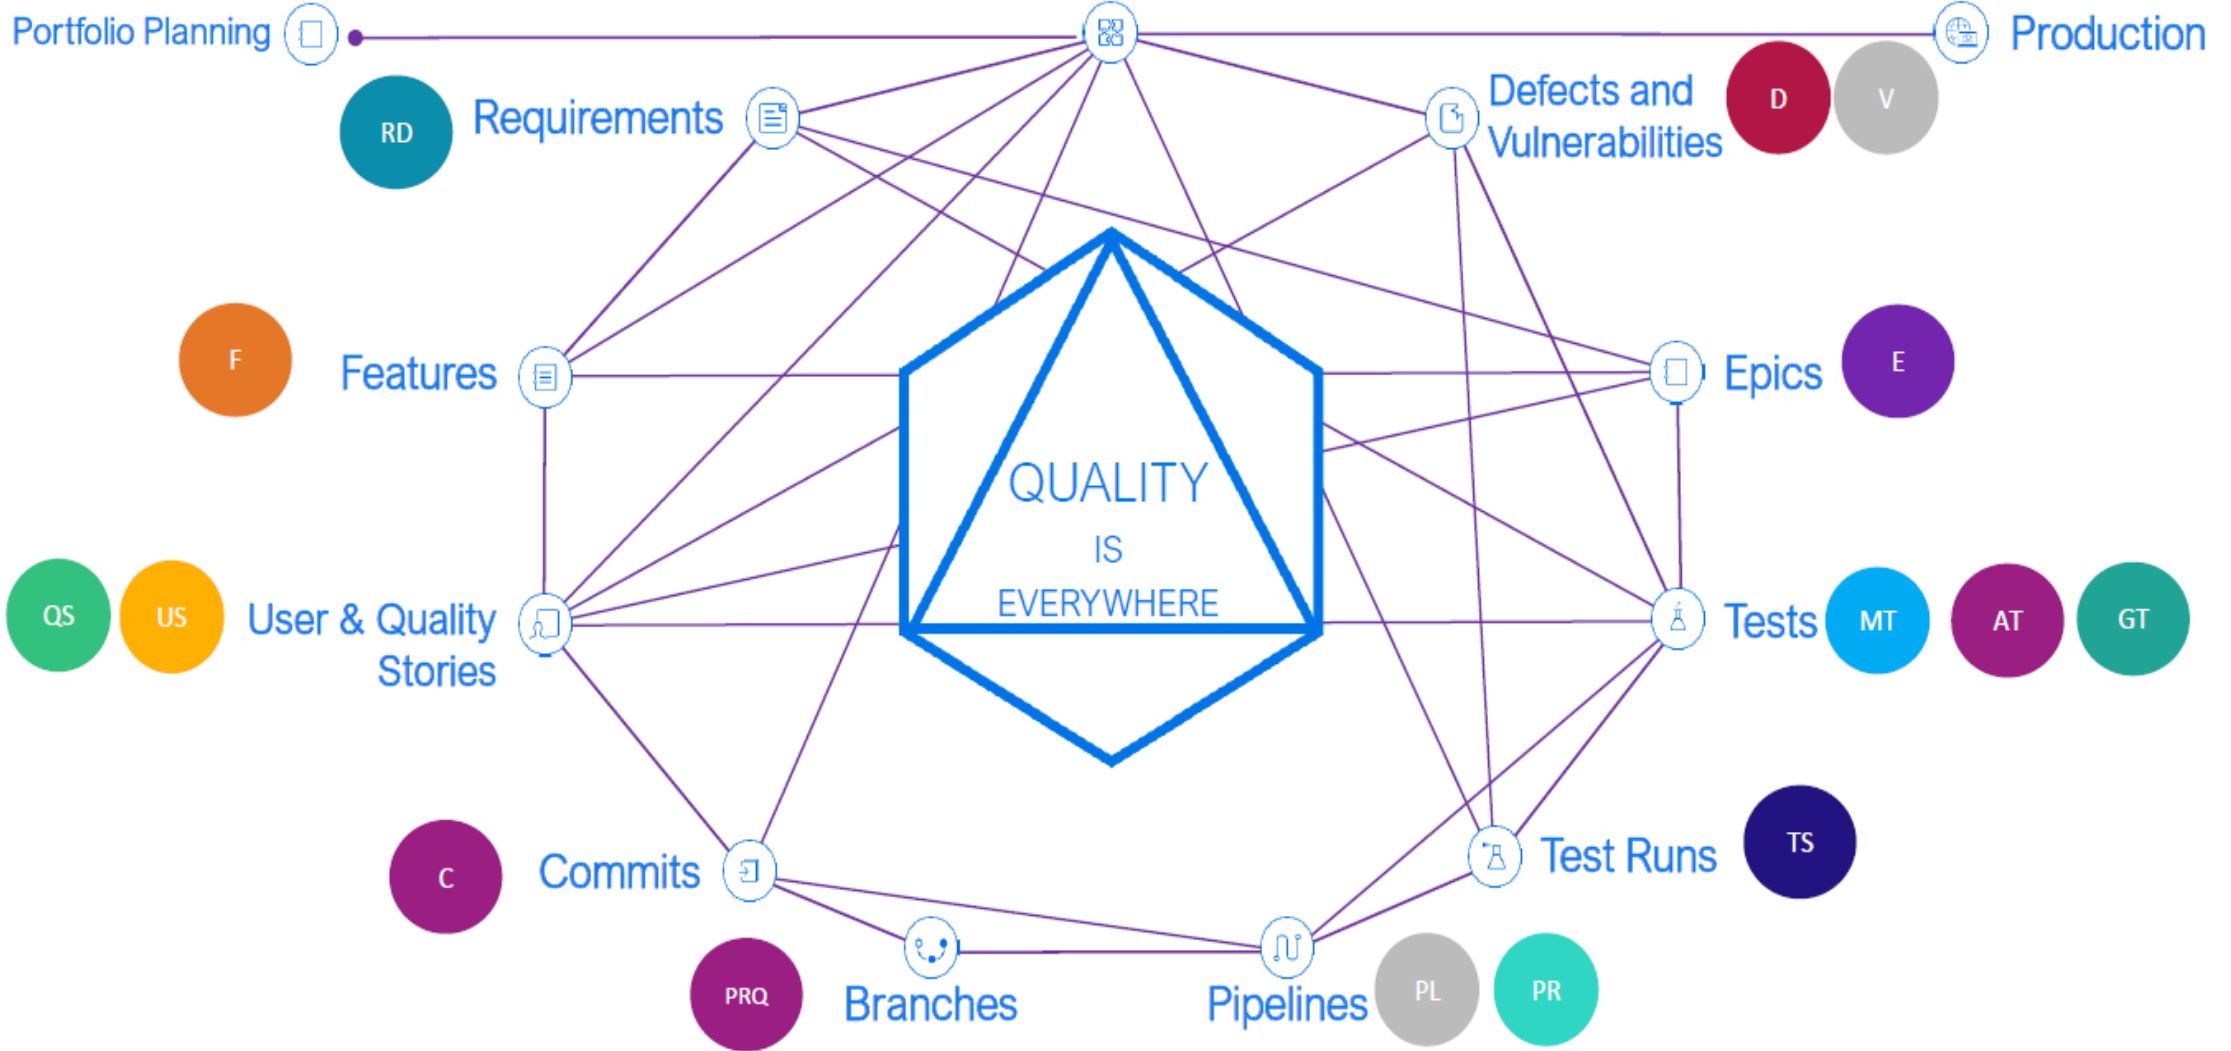 Portfolio Planning
Production
RD
Requirements
Defects and
Vulnerabilities
D
V
F
Features
Epics
E
QUALITY
IS
EVERYWHERE
QS
US
User & Quality
Stories
Tests
MT
AT
GT
C
Commits
Test Runs
TS
PRQ
Branches
Pipelines
PL
PR